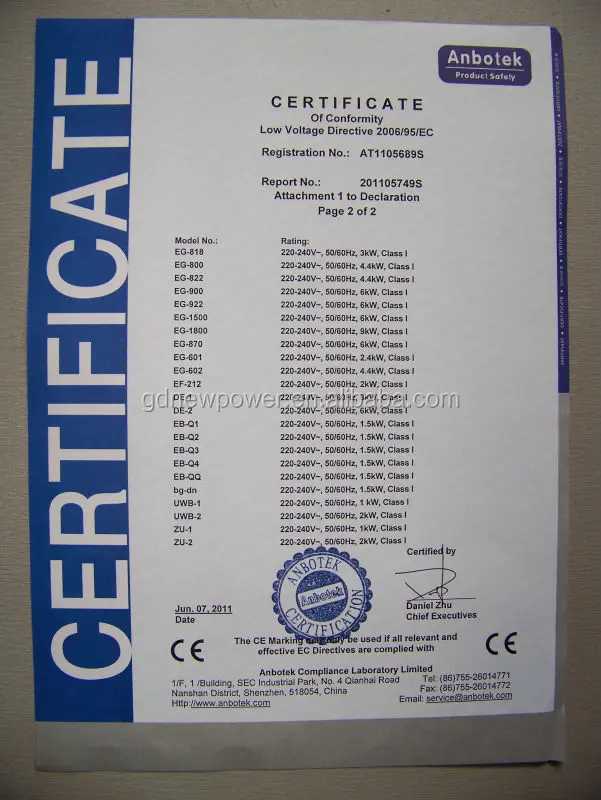 CERTIFICATE
Anbotek
Product Safety
CERTIFICATE
Of Conformity
Low Voltage Directive 2006/95/EC
Registration No.: AT1105689S
Report No.: 201105749S
Attachment 1 to Declaration
Page 2 of 2
Model No.: Rating:
EG-818 220-240V~, 50/60Hz, 3kW, Class I
EG-800 220-240V~, 50/60Hz, 4.4kW, Class I
EG-822 220-240V~, 50/60Hz, 4.4kW, Class I
EG-900 220-240V~, 50/60Hz, 6kW, Class I
EG-922 220-240V~, 50/60Hz, 6kW, Class I
EG-1500 220-240V~, 50/60Hz, 6kW, Class I
EG-1800 220-240V~, 50/60Hz, 9kW, Class I
EG-870 220-240V~, 50/60Hz, 6kW, Class I
EG-601 220-240V~, 50/60Hz, 2.4kW, Class I
EG-602 220-240V~, 50/60Hz, 4.4kW, Class I
EF-212 220-240V~, 50/60Hz, 2kW, Class I
DE-1 220-240V~, 50/60Hz, 3kW, Class I
gdnewpower.en.alibaba.com
DE-2 220-240V~, 50/60Hz, 6kW, Class I
EB-Q1 220-240V~, 50/60Hz, 1.5kW, Class I
EB-Q2 220-240V~, 50/60Hz, 1.5kW, Class I
EB-Q3 220-240V~, 50/60Hz, 1.5kW, Class I
EB-Q4 220-240V~, 50/60Hz, 1.5kW, Class I
EB-QQ 220-240V~, 50/60Hz, 1.5kW, Class I
bg-dn 220-240V~, 50/60Hz, 1.5kW, Class I
UWB-1 220-240V~, 50/60Hz, 1 kW, Class I
UWB-2 220-240V~, 50/60Hz, 2kW, Class I
ZU-1 220-240V~, 50/60Hz, 1kW, Class I
ZU-2 220-240V~, 50/60Hz, 2kW, Class I
Certified by
ANBOTEK
Anbotek
CERTIFICATION
Jun. 07, 2011
Date
Daniel Zhu
Chief Executives
CE
The CE Marking may only be used if all relevant and
effective EC Directives are complied with
CE
Anbotek Compliance Laboratory Limited
1/F, 1 /Building, SEC Industrial Park, No. 4 Qianhai Road
Nanshan District, Shenzhen, 518054, China
Http://www.anbotek.com
Tel: (86)755-26014771
Fax: (86)755-26014772
Email: service@anbotek.com